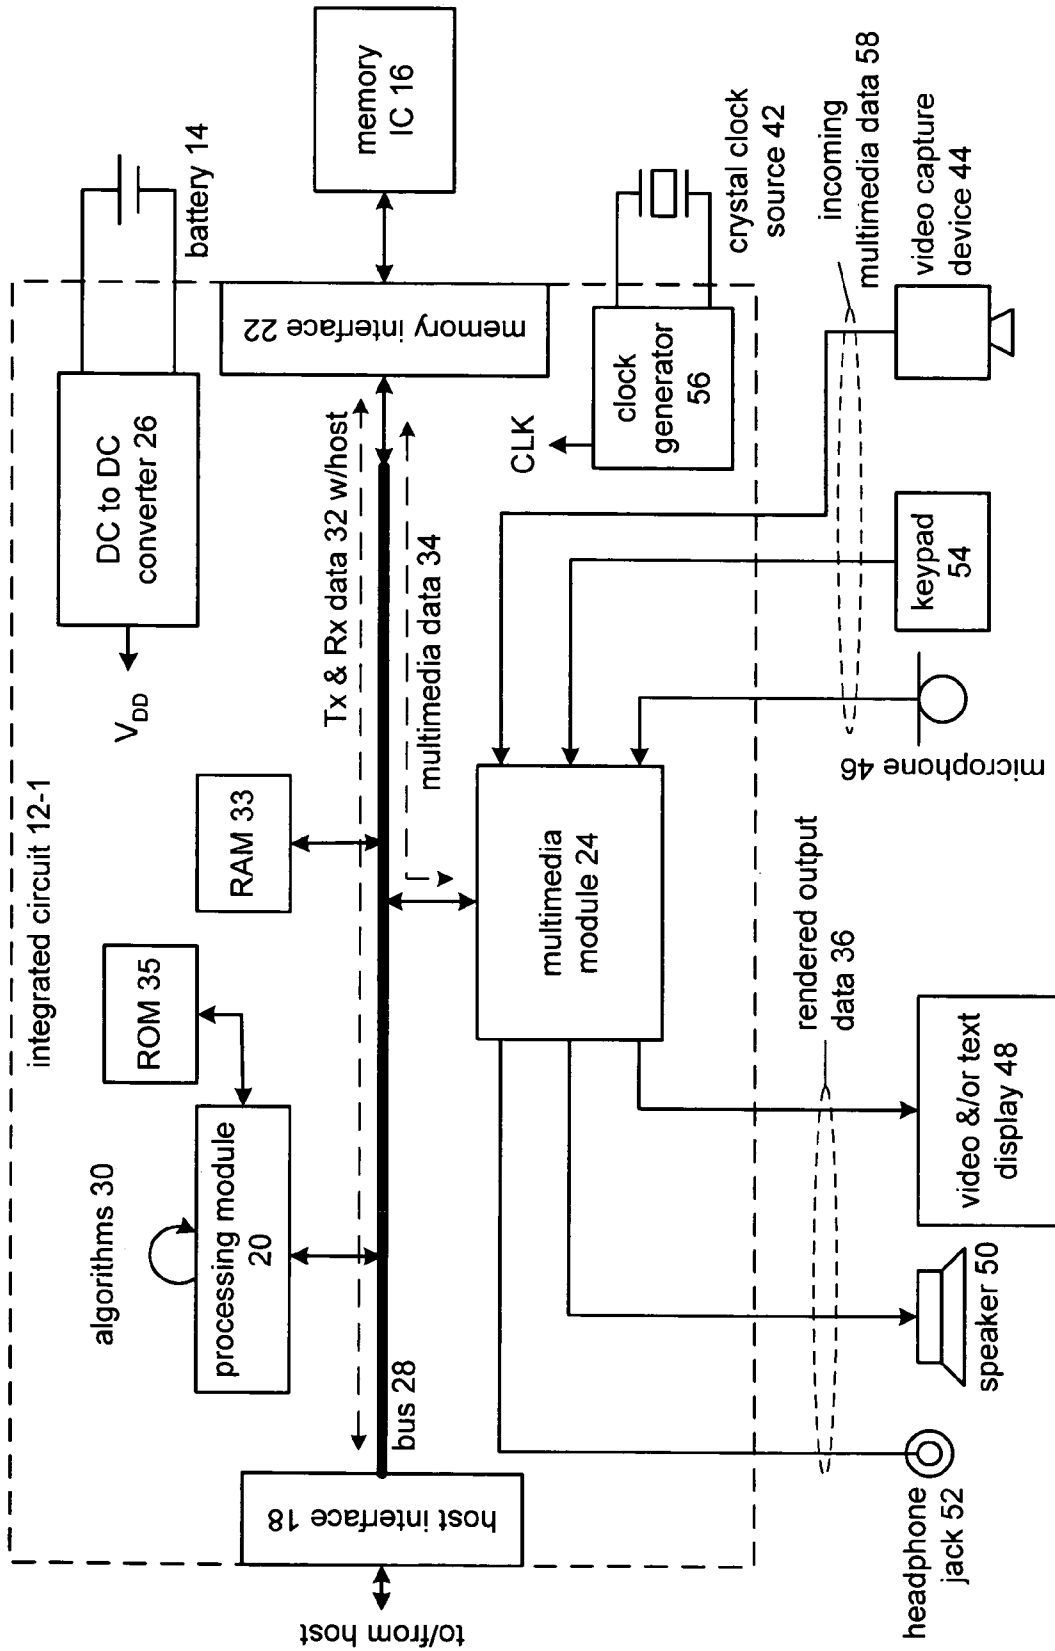 integrated circuit 12-1
DC to DC
converter 26
V_DD
battery 14
algorithms 30
processing module
20
ROM 35
RAM 33
Tx & Rx data 32 w/host
multimedia data 34
to/from host
host interface 18
bus 28
memory interface 22
memory
IC 16
multimedia
module 24
CLK
clock
generator
56
crystal clock
source 42
rendered output
data 36
incoming
multimedia data 58
headphone
jack 52
speaker 50
video &/or text
display 48
microphone 46
keypad
54
video capture
device 44